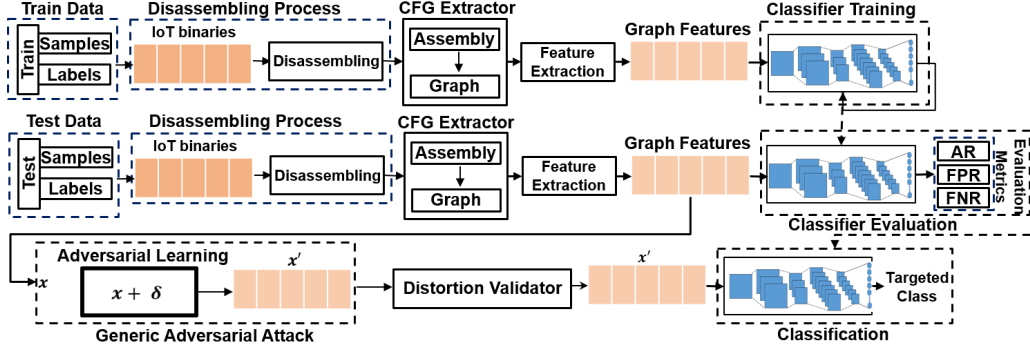 Train Data
Disassembling Process
CFG Extractor
Classifier Training
Train
Samples
Labels
IoT binaries
Disassembling
Assembly
Graph
Feature
Extraction
Graph Features
Test Data
Disassembling Process
CFG Extractor
Test
Samples
Labels
IoT binaries
Disassembling
Assembly
Graph
Feature
Extraction
Graph Features
AR
FPR
FNR
Evaluation
Metrics
Classifier Evaluation
x
Adversarial Learning
x + δ
x′
Generic Adversarial Attack
Distortion Validator
x′
Targeted
Class
Classification